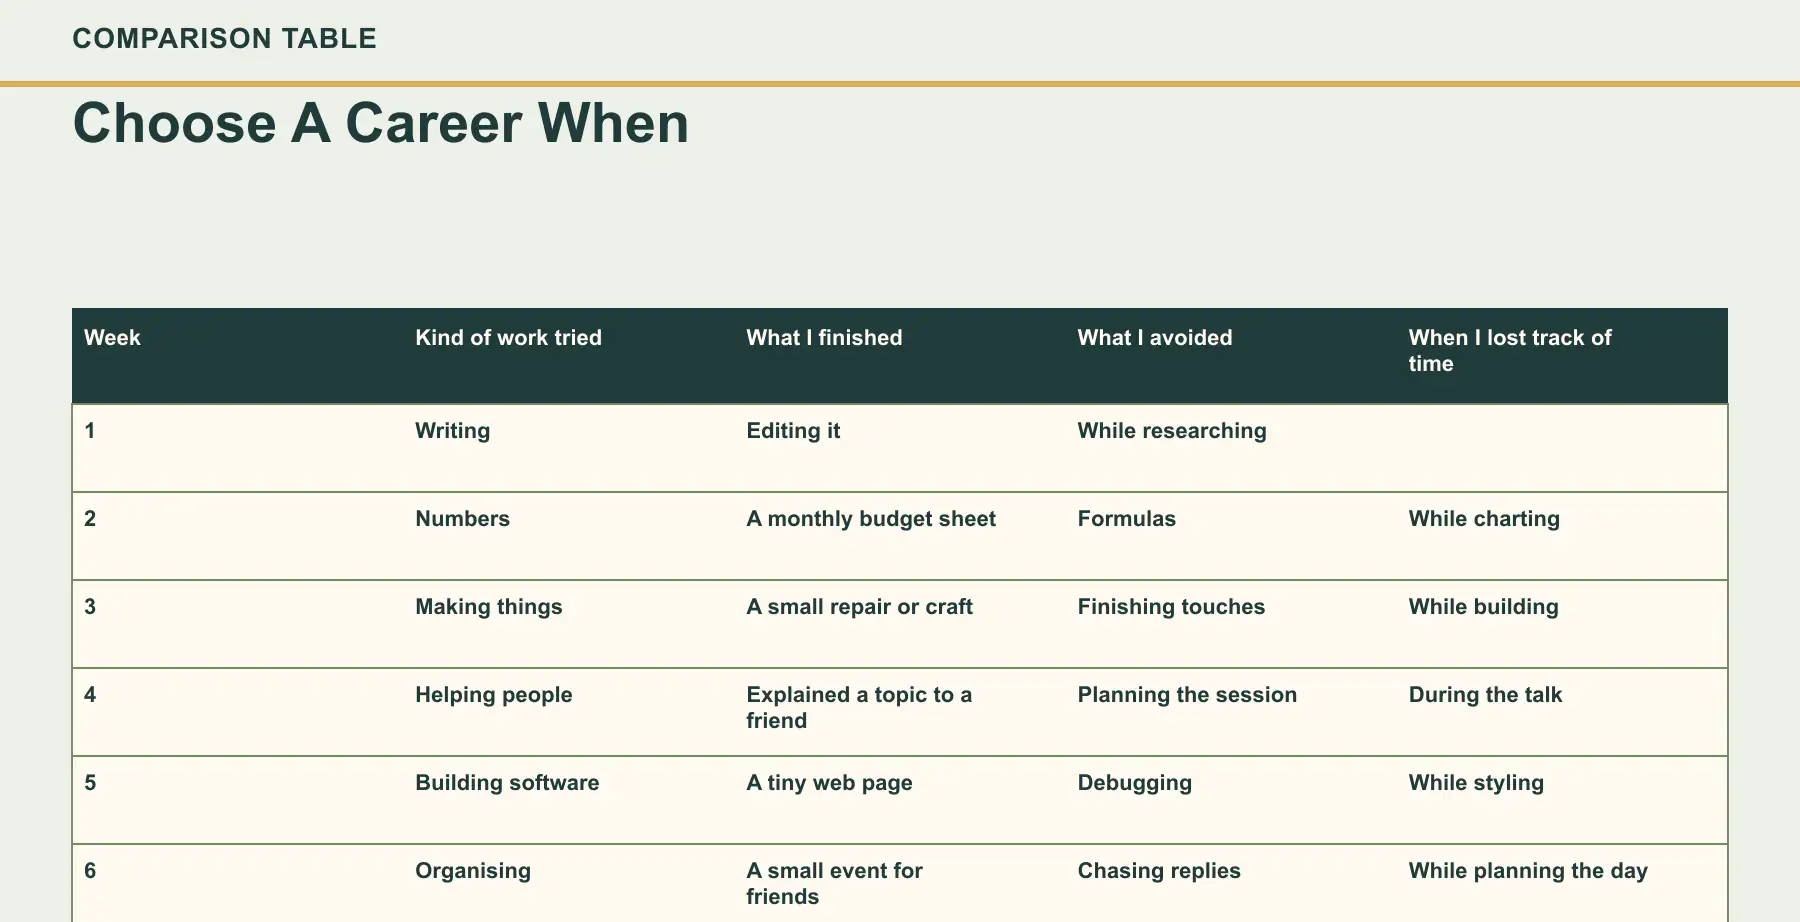 COMPARISON TABLE
Choose A Career When
Week Kind of work tried What I finished What I avoided When I lost track of
time
1 Writing Editing it While researching
2 Numbers A monthly budget sheet Formulas While charting
3 Making things A small repair or craft Finishing touches While building
4 Helping people Explained a topic to a Planning the session During the talk
friend
5 Building software A tiny web page Debugging While styling
6 Organising A small event for Chasing replies While planning the day
friends